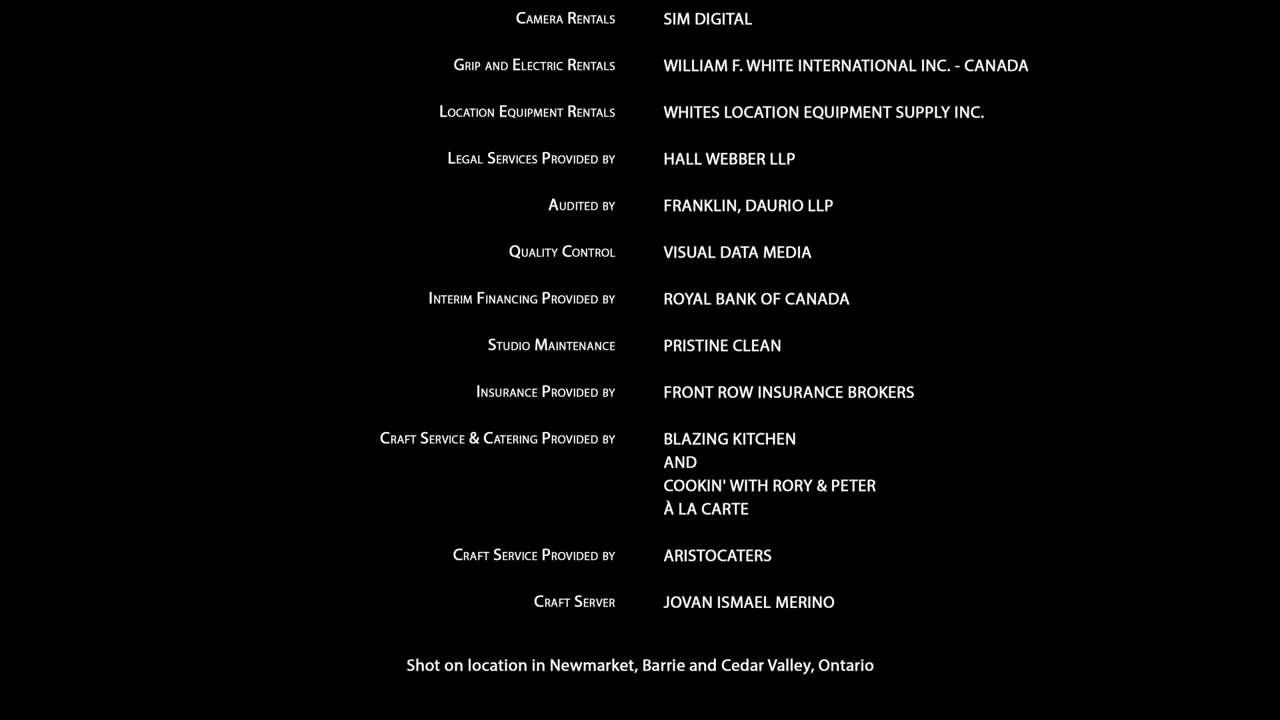 Camera Rentals SIM DIGITAL
Grip and Electric Rentals WILLIAM F. WHITE INTERNATIONAL INC. - CANADA
Location Equipment Rentals WHITES LOCATION EQUIPMENT SUPPLY INC.
Legal Services Provided by HALL WEBBER LLP
Audited by FRANKLIN, DAURIO LLP
Quality Control VISUAL DATA MEDIA
Interim Financing Provided by ROYAL BANK OF CANADA
Studio Maintenance PRISTINE CLEAN
Insurance Provided by FRONT ROW INSURANCE BROKERS
Craft Service & Catering Provided by BLAZING KITCHEN
AND
COOKIN' WITH RORY & PETER
À LA CARTE
Craft Service Provided by ARISTOCATERS
Craft Server JOVAN ISMAEL MERINO
Shot on location in Newmarket, Barrie and Cedar Valley, Ontario